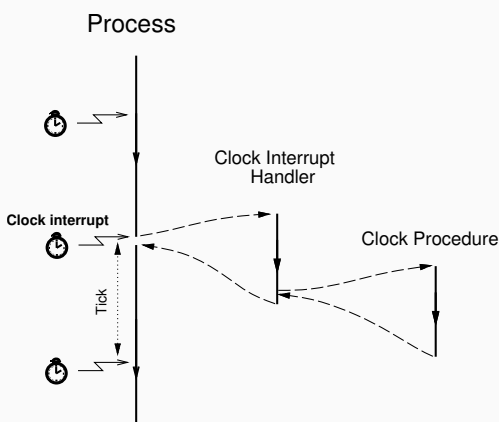 Process
Clock Interrupt
Handler
Clock interrupt
Clock Procedure
Tick